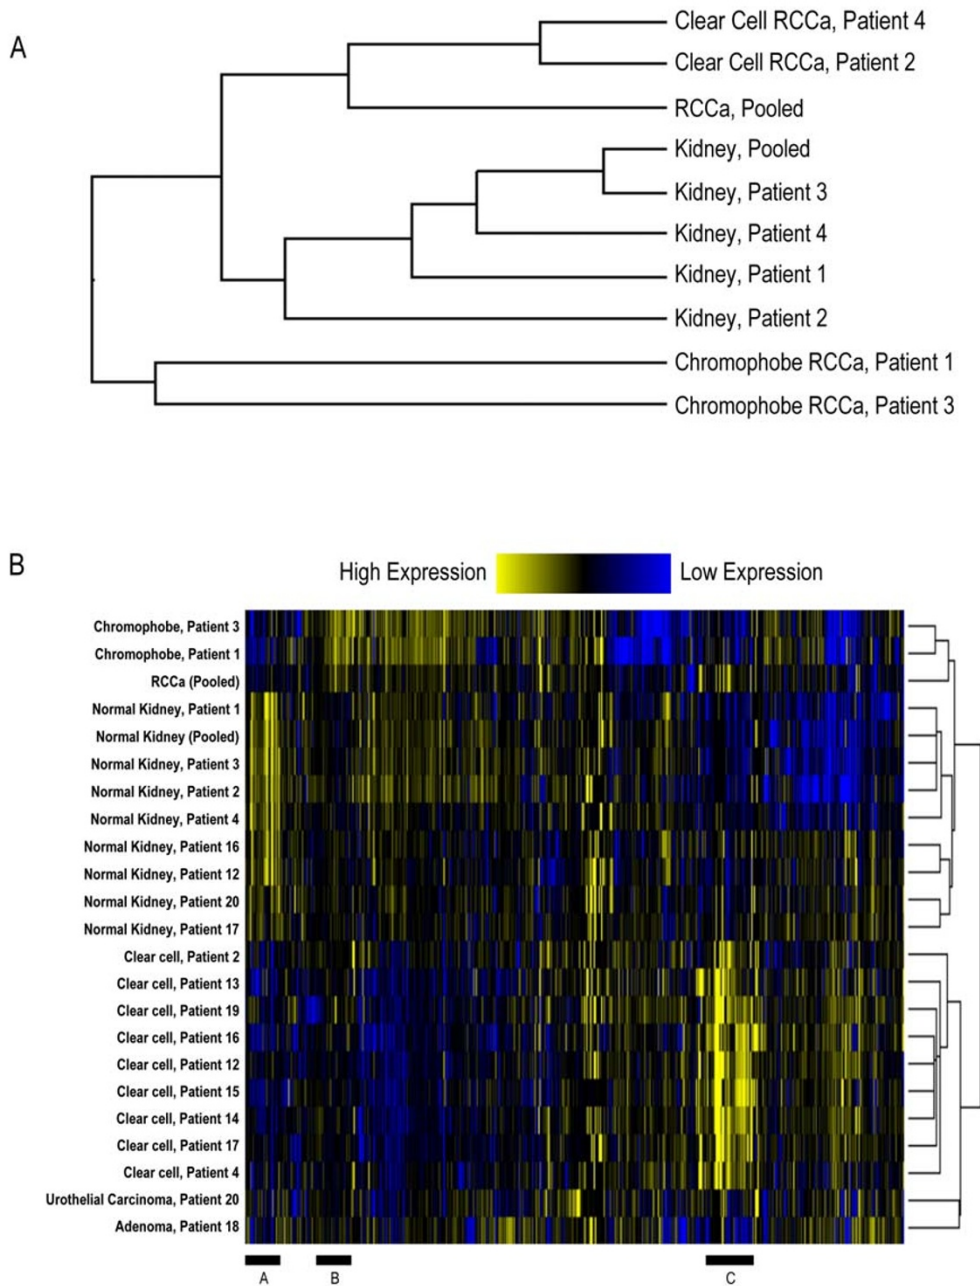 A
Clear Cell RCCa, Patient 4
Clear Cell RCCa, Patient 2
RCCa, Pooled
Kidney, Pooled
Kidney, Patient 3
Kidney, Patient 4
Kidney, Patient 1
Kidney, Patient 2
Chromophobe RCCa, Patient 1
Chromophobe RCCa, Patient 3
B
High Expression Low Expression
Chromophobe, Patient 3
Chromophobe, Patient 1
RCCa (Pooled)
Normal Kidney, Patient 1
Normal Kidney (Pooled)
Normal Kidney, Patient 3
Normal Kidney, Patient 2
Normal Kidney, Patient 4
Normal Kidney, Patient 16
Normal Kidney, Patient 12
Normal Kidney, Patient 20
Normal Kidney, Patient 17
Clear cell, Patient 2
Clear cell, Patient 13
Clear cell, Patient 19
Clear cell, Patient 16
Clear cell, Patient 12
Clear cell, Patient 15
Clear cell, Patient 14
Clear cell, Patient 17
Clear cell, Patient 4
Urothelial Carcinoma, Patient 20
Adenoma, Patient 18
A B C